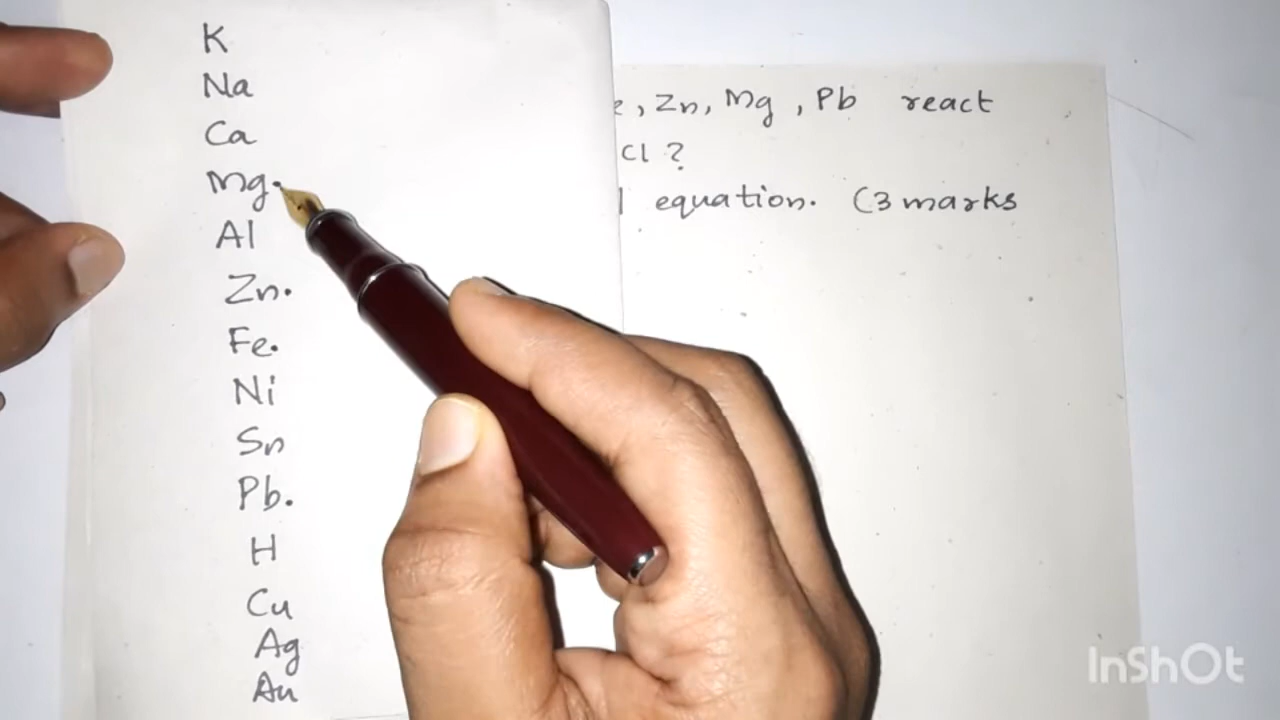 K
Na
Ca
Mg.
Al
Zn.
Fe.
Ni
Sn
Pb.
H
Cu
Ag
Au
, Zn, Mg, Pb react
Cl ?
equation. (3 marks
InShOt